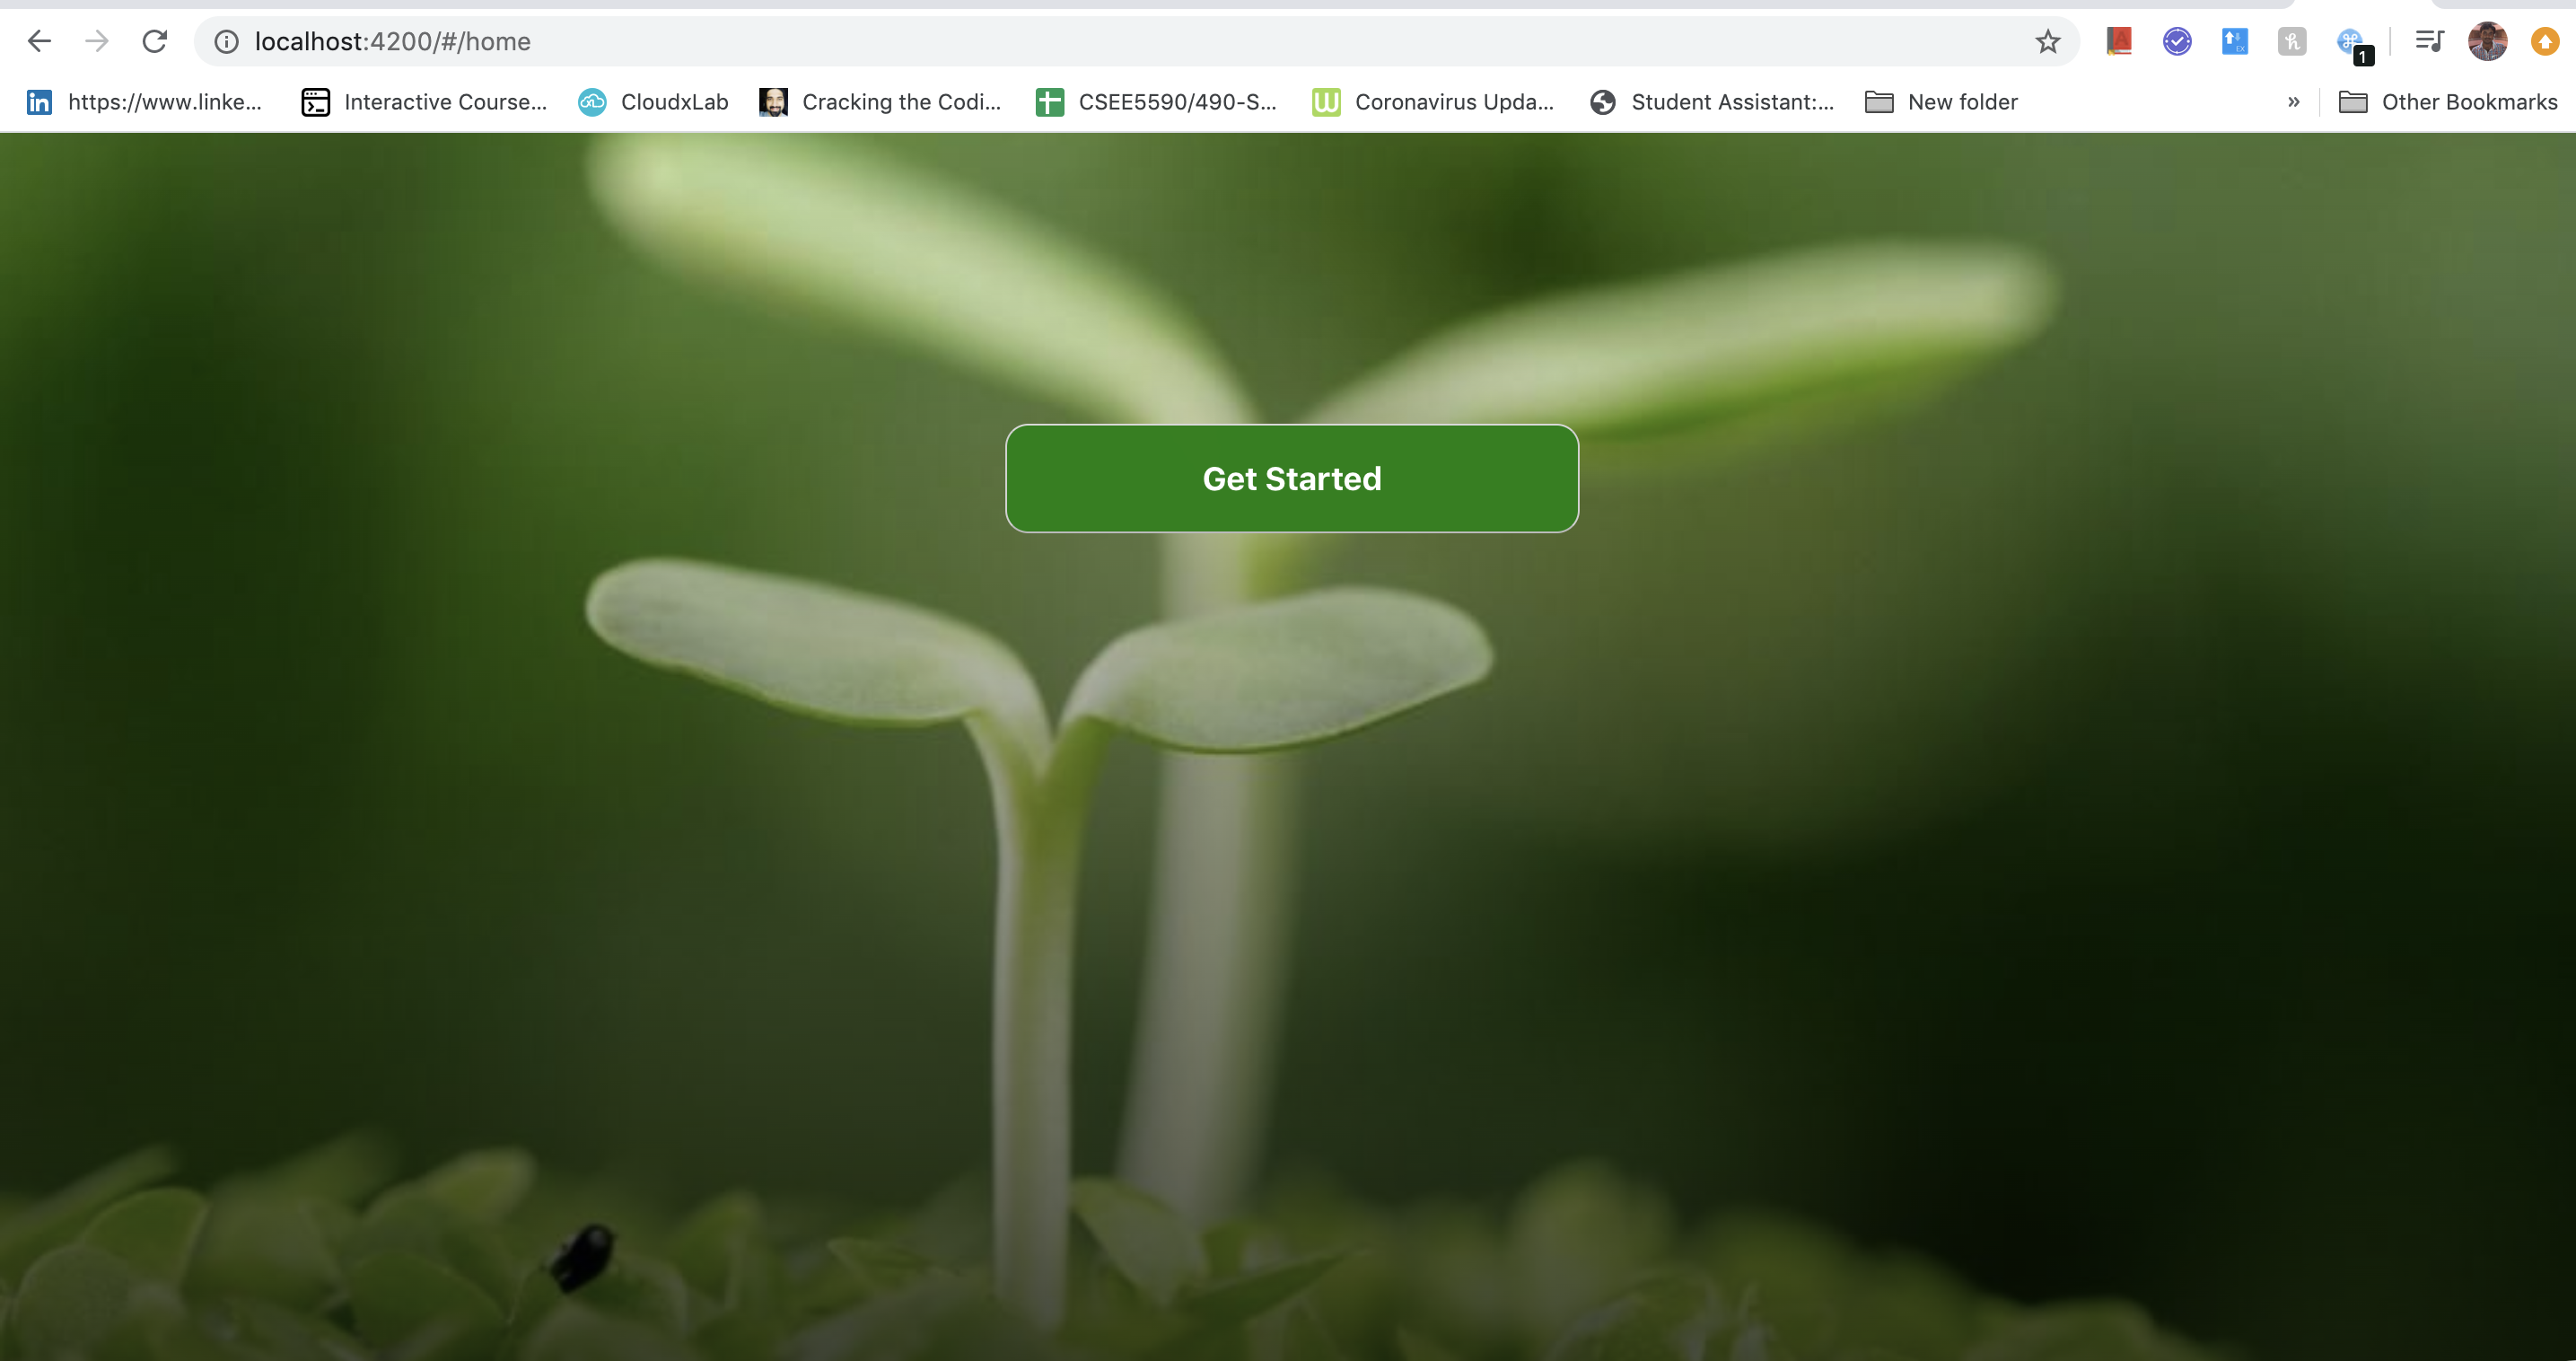 localhost:4200/#/home
1
https://www.linke... Interactive Course... CloudxLab Cracking the Codi... CSEE5590/490-S... Coronavirus Upda... Student Assistant:... New folder » Other Bookmarks
Get Started